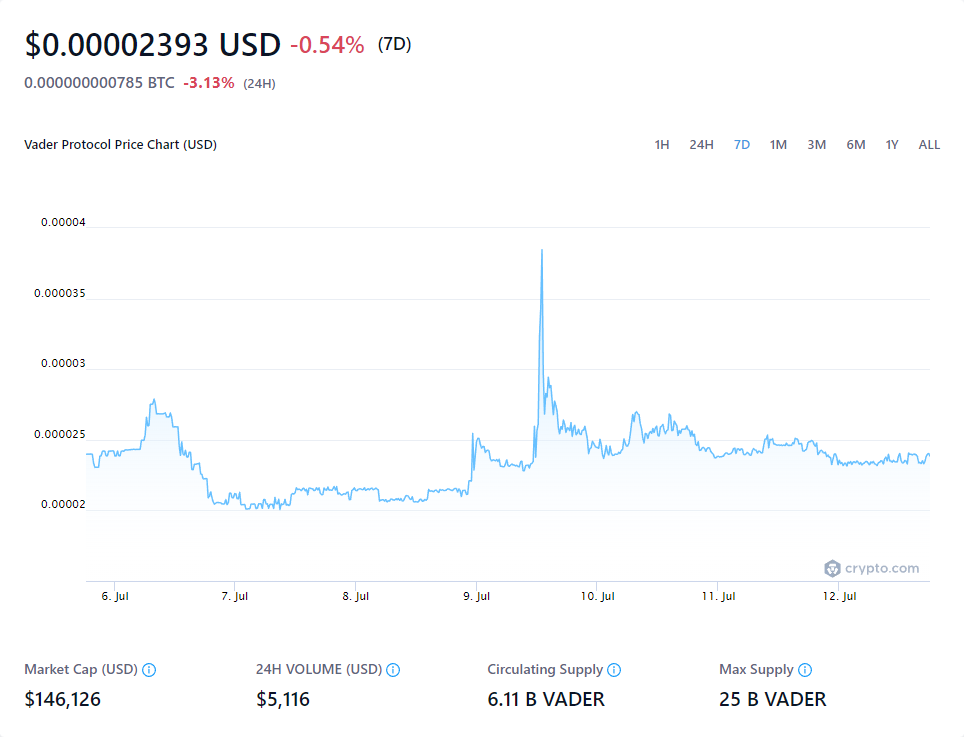 $0.00002393 USD -0.54% (7D)
0.000000000785 BTC -3.13% (24H)
Vader Protocol Price Chart (USD) 1H 24H 7D 1M 3M 6M 1Y ALL
0.00004
0.000035
0.00003
0.000025
0.00002
crypto.com
6. Jul 7. Jul 8. Jul 9. Jul 10. Jul 11. Jul 12. Jul
Market Cap (USD) 24H VOLUME (USD) Circulating Supply Max Supply
$146,126 $5,116 6.11 B VADER 25 B VADER